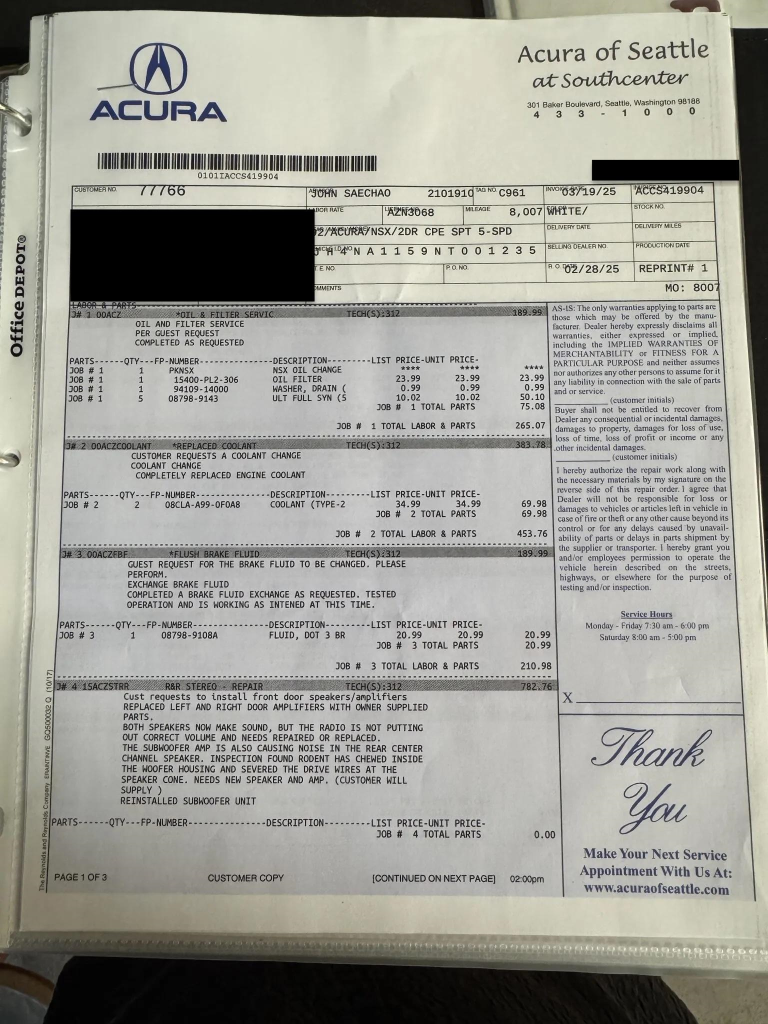 Office DEPOT®
ACURA
Acura of Seattle
at Southcenter
301 Baker Boulevard, Seattle, Washington 98188
433-1000
0101IACCS419904
CUSTOMER NO. 77766
JOHN SAECHAO 2101910 TAG NO. C961
03/19/25
ACCS419904
LABOR RATE
AZN3068
MILEAGE 8,007
WHITE/
STOCK NO.
02/ACURA/NSX/2DR CPE SPT 5-SPD
DELIVERY DATE
DELIVERY MILES
JH4NA1159NT001235
SELLING DEALER NO.
PRODUCTION DATE
P.O. NO.
02/28/25
REPRINT# 1
MO: 8007
LABOR & PARTS
J# 1 00ACZ *OIL & FILTER SERVIC TECH(S):312 189.99
OIL AND FILTER SERVICE
PER GUEST REQUEST
COMPLETED AS REQUESTED
PARTS------QTY---FP-NUMBER---------------DESCRIPTION---------LIST PRICE-UNIT PRICE-
JOB # 1 1 PKNSX NSX OIL CHANGE **** **** ****
JOB # 1 1 15400-PL2-306 OIL FILTER 23.99 23.99 23.99
JOB # 1 1 94109-14000 WASHER, DRAIN ( 0.99 0.99 0.99
JOB # 1 5 08798-9143 ULT FULL SYN (S 10.02 10.02 50.10
JOB # 1 TOTAL PARTS 75.08
JOB # 1 TOTAL LABOR & PARTS 265.07
J# 2 00ACZCOOLANT *REPLACED COOLANT TECH(S):312 383.78
CUSTOMER REQUESTS A COOLANT CHANGE
COOLANT CHANGE
COMPLETELY REPLACED ENGINE COOLANT
PARTS------QTY---FP-NUMBER---------------DESCRIPTION---------LIST PRICE-UNIT PRICE-
JOB # 2 2 08CLA-A99-0F0A8 COOLANT (TYPE-2 34.99 34.99 69.98
JOB # 2 TOTAL PARTS 69.98
JOB # 2 TOTAL LABOR & PARTS 453.76
J# 3 00ACZFBF *FLUSH BRAKE FLUID TECH(S):312 189.99
GUEST REQUEST FOR THE BRAKE FLUID TO BE CHANGED. PLEASE
PERFORM.
EXCHANGE BRAKE FLUID
COMPLETED A BRAKE FLUID EXCHANGE AS REQUESTED. TESTED
OPERATION AND IS WORKING AS INTENED AT THIS TIME.
PARTS------QTY---FP-NUMBER---------------DESCRIPTION---------LIST PRICE-UNIT PRICE-
JOB # 3 1 08798-9108A FLUID, DOT 3 BR 20.99 20.99 20.99
JOB # 3 TOTAL PARTS 20.99
JOB # 3 TOTAL LABOR & PARTS 210.98
J# 4 15ACZSTRR R&R STEREO - REPAIR TECH(S):312 782.76
Cust requests to install front door speakers/amplifiers
REPLACED LEFT AND RIGHT DOOR AMPLIFIERS WITH OWNER SUPPLIED
PARTS.
BOTH SPEAKERS NOW MAKE SOUND, BUT THE RADIO IS NOT PUTTING
OUT CORRECT VOLUME AND NEEDS REPAIRED OR REPLACED.
THE SUBWOOFER AMP IS ALSO CAUSING NOISE IN THE REAR CENTER
CHANNEL SPEAKER. INSPECTION FOUND RODENT HAS CHEWED INSIDE
THE WOOFER HOUSING AND SEVERED THE DRIVE WIRES AT THE
SPEAKER CONE. NEEDS NEW SPEAKER AND AMP. (CUSTOMER WILL
SUPPLY )
REINSTALLED SUBWOOFER UNIT
PARTS------QTY---FP-NUMBER---------------DESCRIPTION---------LIST PRICE-UNIT PRICE-
JOB # 4 TOTAL PARTS 0.00
PAGE 1 OF 3 CUSTOMER COPY [CONTINUED ON NEXT PAGE] 02:00pm
AS-IS: The only warranties applying to parts are
those which may be offered by the manu-
facturer. Dealer hereby expressly disclaims all
warranties, either expressed or implied,
including the IMPLIED WARRANTIES OF
MERCHANTABILITY or FITNESS FOR A
PARTICULAR PURPOSE and neither assumes
nor authorizes any other persons to assume for it
any liability in connection with the sale of parts
and or service.
(customer initials)
Buyer shall not be entitled to recover from
Dealer any consequential or incidental damages,
damages to property, damages for loss of use,
loss of time, loss of profit or income or any
other incidental damages.
(customer initials)
I hereby authorize the repair work along with
the necessary materials by my signature on the
reverse side of this repair order. I agree that
Dealer will not be responsible for loss or
damages to vehicles or articles left in vehicle in
case of fire or theft or any other cause beyond its
control or for any delays caused by unavail-
ability of parts or delays in parts shipment by
the supplier or transporter. I hereby grant you
and/or employees permission to operate the
vehicle herein described on the streets,
highways, or elsewhere for the purpose of
testing and/or inspection.
Service Hours
Monday - Friday 7:30 am - 6:00 pm
Saturday 8:00 am - 5:00 pm
X
Thank
You
Make Your Next Service
Appointment With Us At:
www.acuraofseattle.com
The Reynolds and Reynolds Company